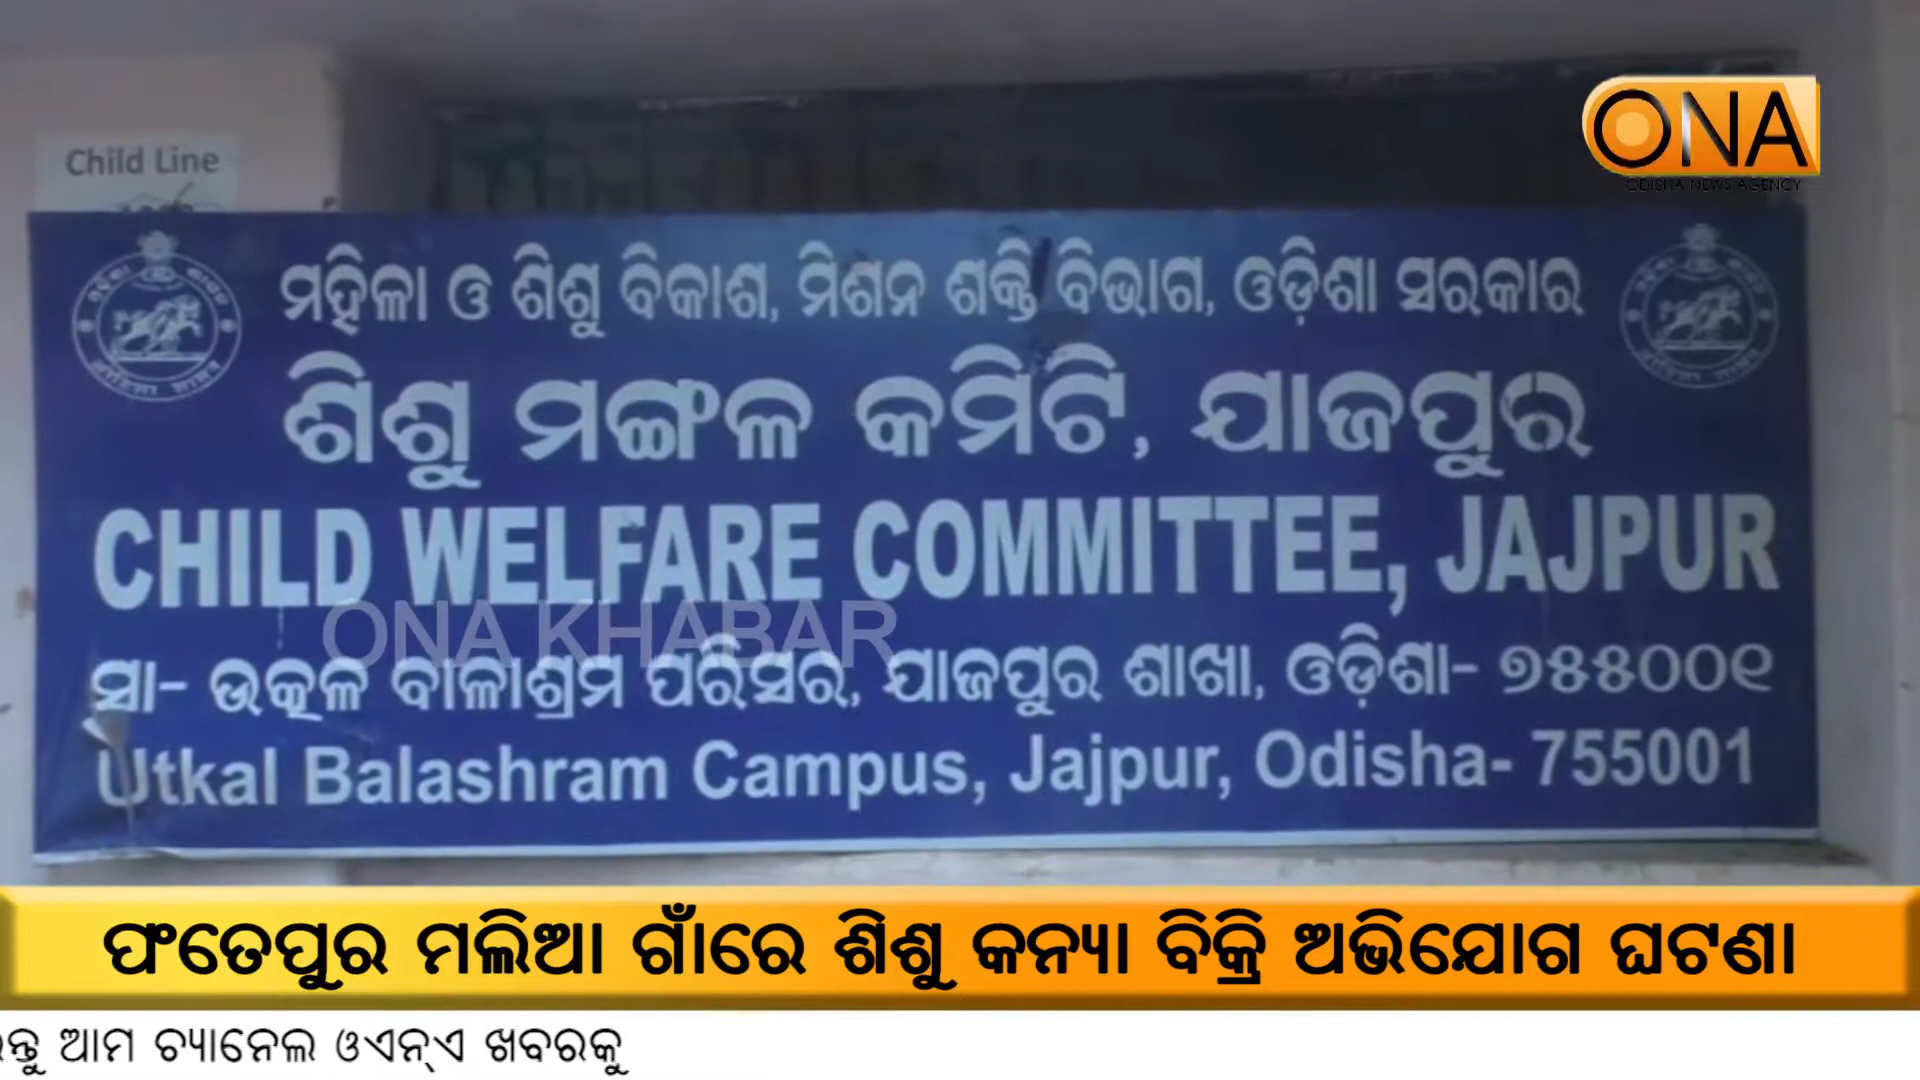 ONA
ODISHA NEWS AGENCY
Child Line
ମହିଳା ଓ ଶିଶୁ ବିକାଶ, ମିଶନ ଶକ୍ତି ବିଭାଗ, ଓଡ଼ିଶା ସରକାର
ଶିଶୁ ମଙ୍ଗଳ କମିଟି, ଯାଜପୁର
CHILD WELFARE COMMITTEE, JAJPUR
ONA KHABAR
ସା- ଉତ୍କଳ ବାଳାଶ୍ରମ ପରିସର, ଯାଜପୁର ଶାଖା, ଓଡ଼ିଶା- ୭୫୫୦୦୧
Utkal Balashram Campus, Jajpur, Odisha- 755001
ଫତେପୁର ମଲିଆ ଗାଁରେ ଶିଶୁ କନ୍ୟା ବିକ୍ରି ଅଭିଯୋଗ ଘଟଣା
ଆମ ଚ୍ୟାନେଲ ଓଏନ୍ଏ ଖବରକୁ